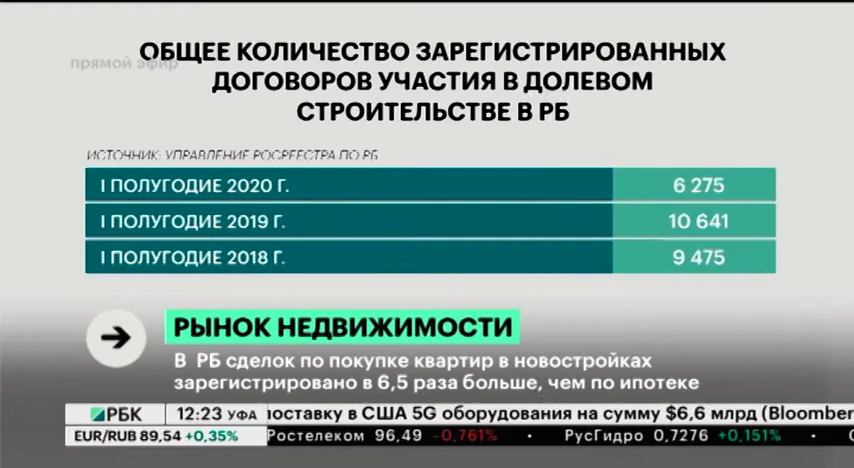 прямой эфир
ОБЩЕЕ КОЛИЧЕСТВО ЗАРЕГИСТРИРОВАННЫХ
ДОГОВОРОВ УЧАСТИЯ В ДОЛЕВОМ
СТРОИТЕЛЬСТВЕ В РБ
ИСТОЧНИК: УПРАВЛЕНИЕ РОСРЕЕСТРА ПО РБ
I ПОЛУГОДИЕ 2020 Г. 6 275
I ПОЛУГОДИЕ 2019 Г. 10 641
I ПОЛУГОДИЕ 2018 Г. 9 475
РЫНОК НЕДВИЖИМОСТИ
В РБ сделок по покупке квартир в новостройках
зарегистрировано в 6,5 раза больше, чем по ипотеке
РБК 12:23 УФА поставку в США 5G оборудования на сумму $6,6 млрд (Bloomber
EUR/RUB 89,54 +0,35% Ростелеком 96,49 -0,761% • РусГидро 0,7276 +0,151% •